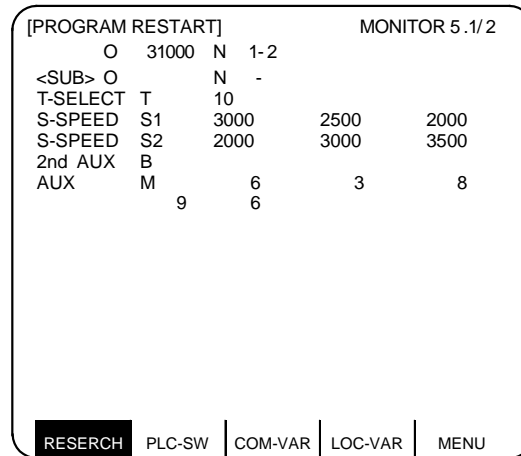 [PROGRAM RESTART] MONITOR 5.1/2
O 31000 N 1-2
<SUB> O N -
T-SELECT T 10
S-SPEED S1 3000 2500 2000
S-SPEED S2 2000 3000 3500
2nd AUX B
AUX M 6 3 8
9 6
RESERCH PLC-SW COM-VAR LOC-VAR MENU